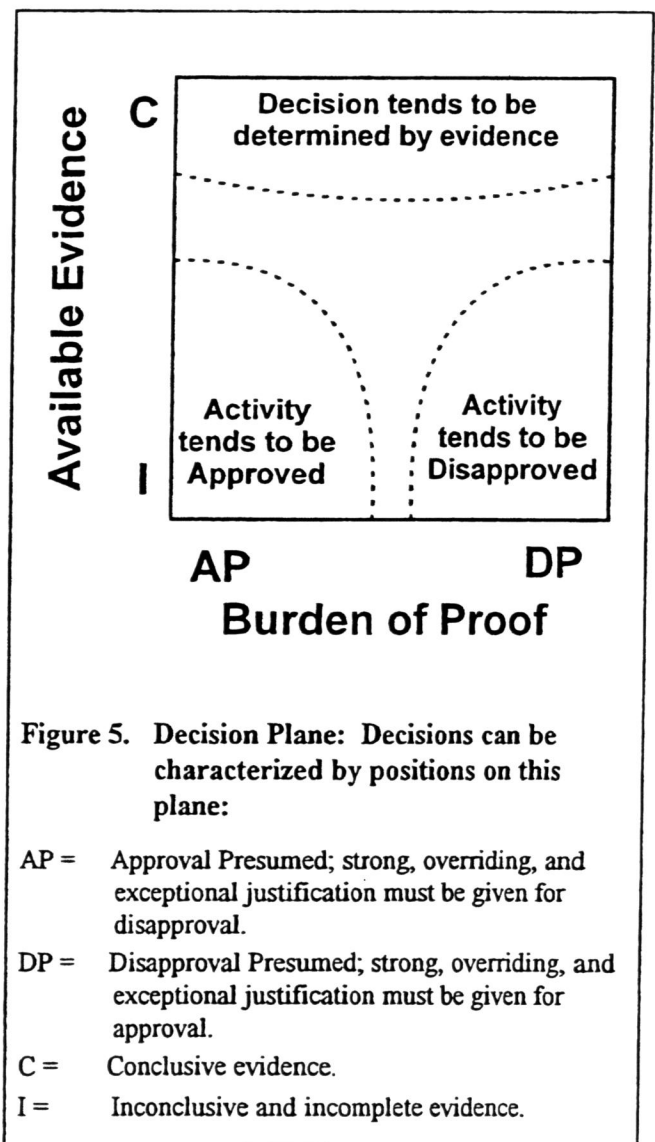 Available Evidence
C
I
Decision tends to be
determined by evidence
Activity
tends to be
Approved
Activity
tends to be
Disapproved
AP
DP
Burden of Proof
Figure 5. Decision Plane: Decisions can be
characterized by positions on this
plane:
AP = Approval Presumed; strong, overriding, and
exceptional justification must be given for
disapproval.
DP = Disapproval Presumed; strong, overriding, and
exceptional justification must be given for
approval.
C = Conclusive evidence.
I = Inconclusive and incomplete evidence.